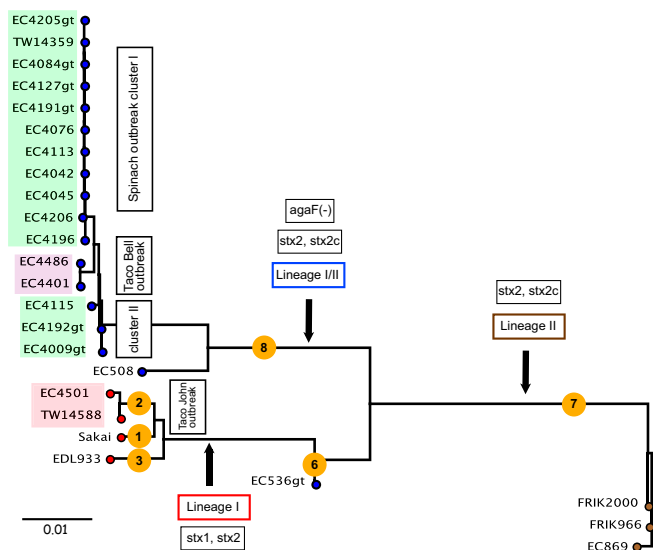 EC4205gt
TW14359
EC4084gt
EC4127gt
EC4191gt
EC4076
EC4113
EC4042
EC4045
EC4206
EC4196
Spinach outbreak cluster I
EC4486
EC4401
Taco Bell
outbreak
EC4115
EC4192gt
EC4009gt
cluster II
EC508
agaF(-)
stx2, stx2c
Lineage I/II
8
stx2, stx2c
Lineage II
7
EC4501
TW14588
Sakai
EDL933
2
1
3
Taco John
outbreak
6
EC536gt
Lineage I
stx1, stx2
FRIK2000
FRIK966
EC869
0.01